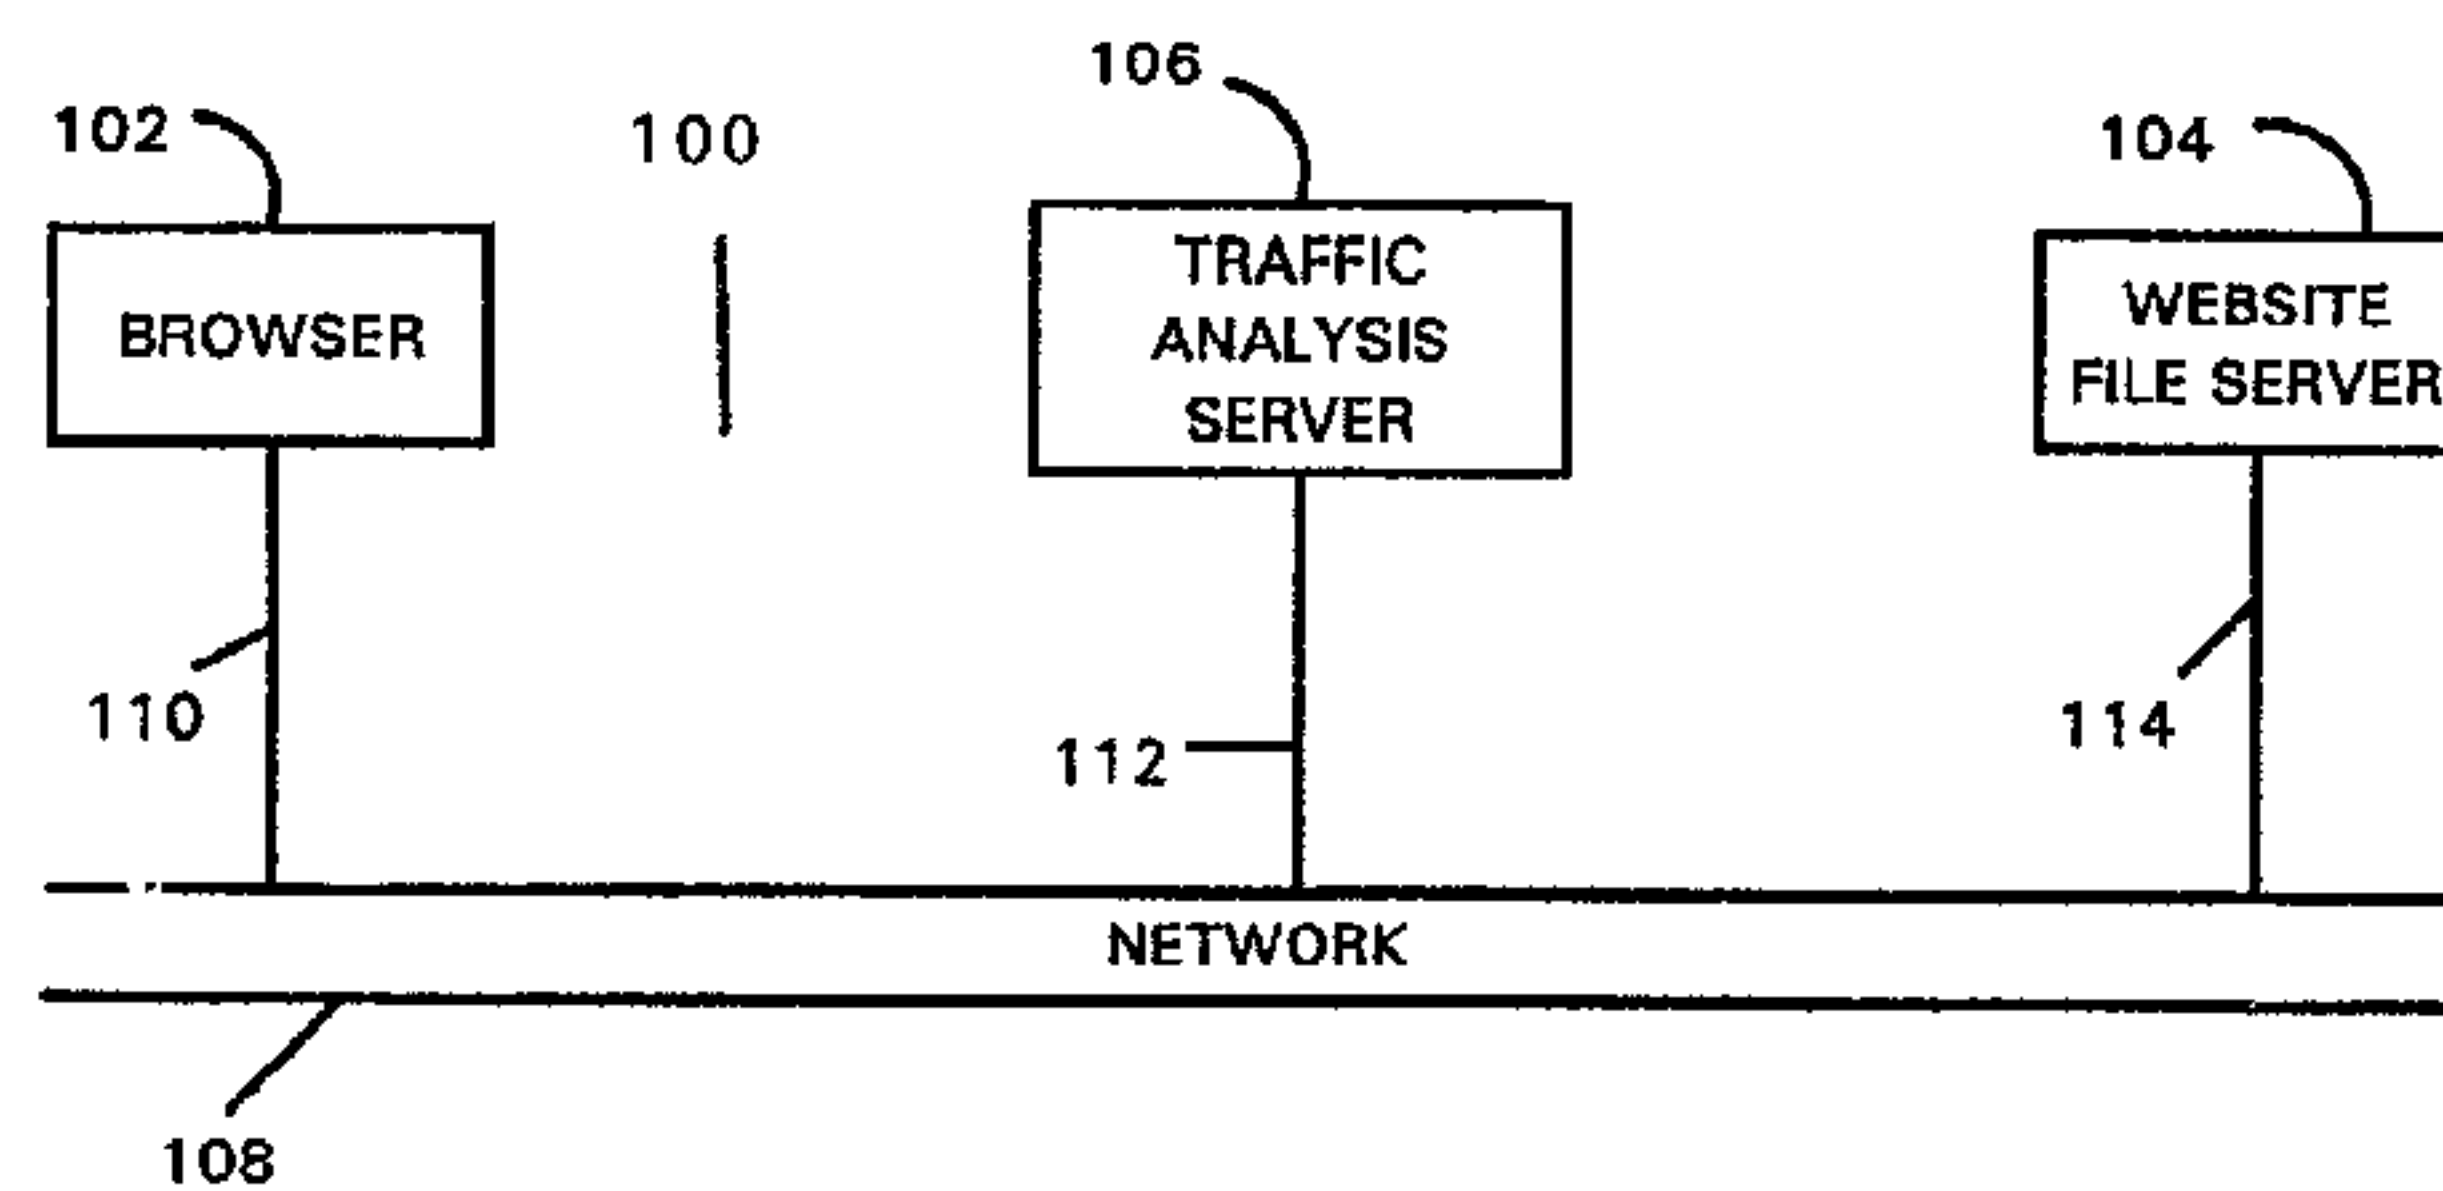 106
102
100
104
BROWSER
TRAFFIC
ANALYSIS
SERVER
WEBSITE
FILE SERVER
110
112
114
NETWORK
108